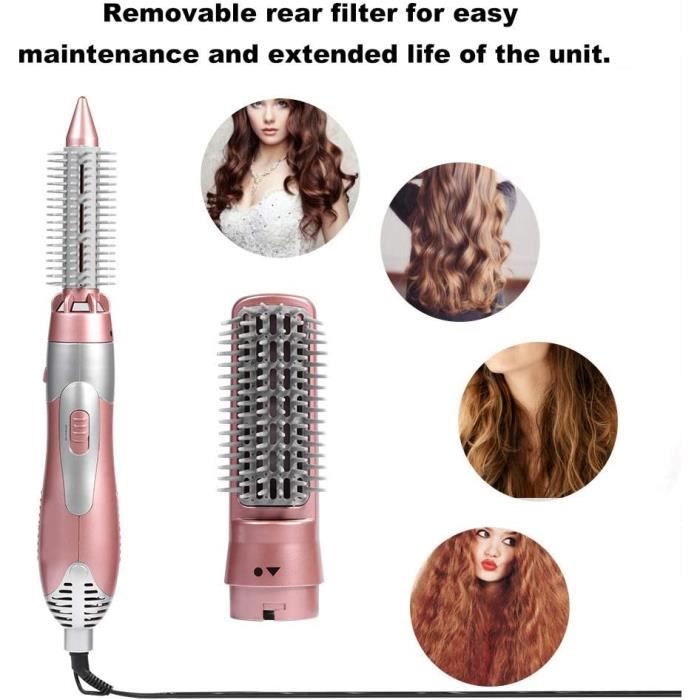 Removable rear filter for easy
maintenance and extended life of the unit.